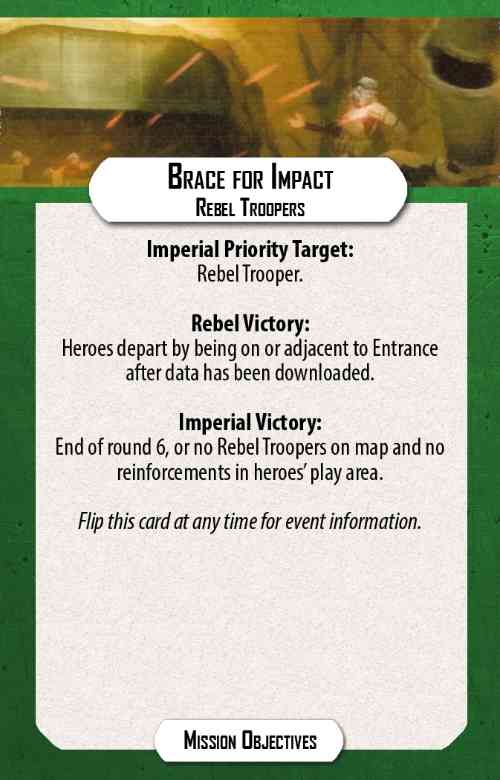 Brace for Impact
Rebel Troopers
Imperial Priority Target:
Rebel Trooper.
Rebel Victory:
Heroes depart by being on or adjacent to Entrance
after data has been downloaded.
Imperial Victory:
End of round 6, or no Rebel Troopers on map and no
reinforcements in heroes’ play area.
Flip this card at any time for event information.
Mission Objectives